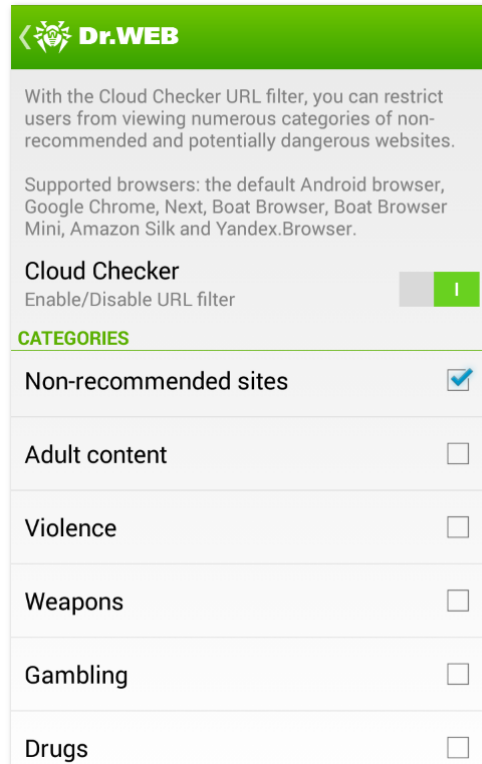 Dr.WEB
With the Cloud Checker URL filter, you can restrict
users from viewing numerous categories of non-
recommended and potentially dangerous websites.
Supported browsers: the default Android browser,
Google Chrome, Next, Boat Browser, Boat Browser
Mini, Amazon Silk and Yandex.Browser.
Cloud Checker
Enable/Disable URL filter
CATEGORIES
Non-recommended sites
Adult content
Violence
Weapons
Gambling
Drugs